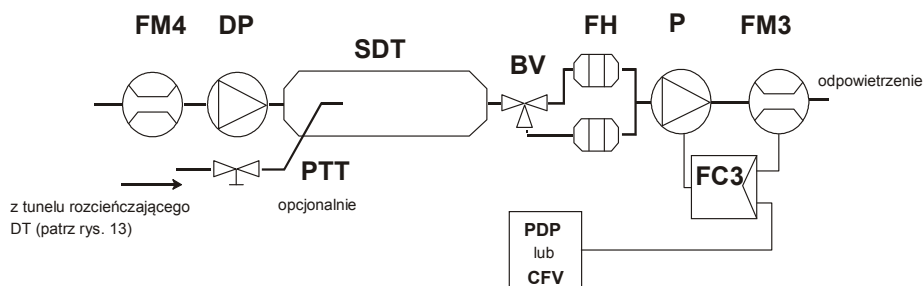 FM4 DP SDT BV FH P FM3
odpowietrzenie
PTT
opcjonalnie
FC3
z tunelu rozcieńczającego
DT (patrz rys. 13)
PDP
lub
CFV